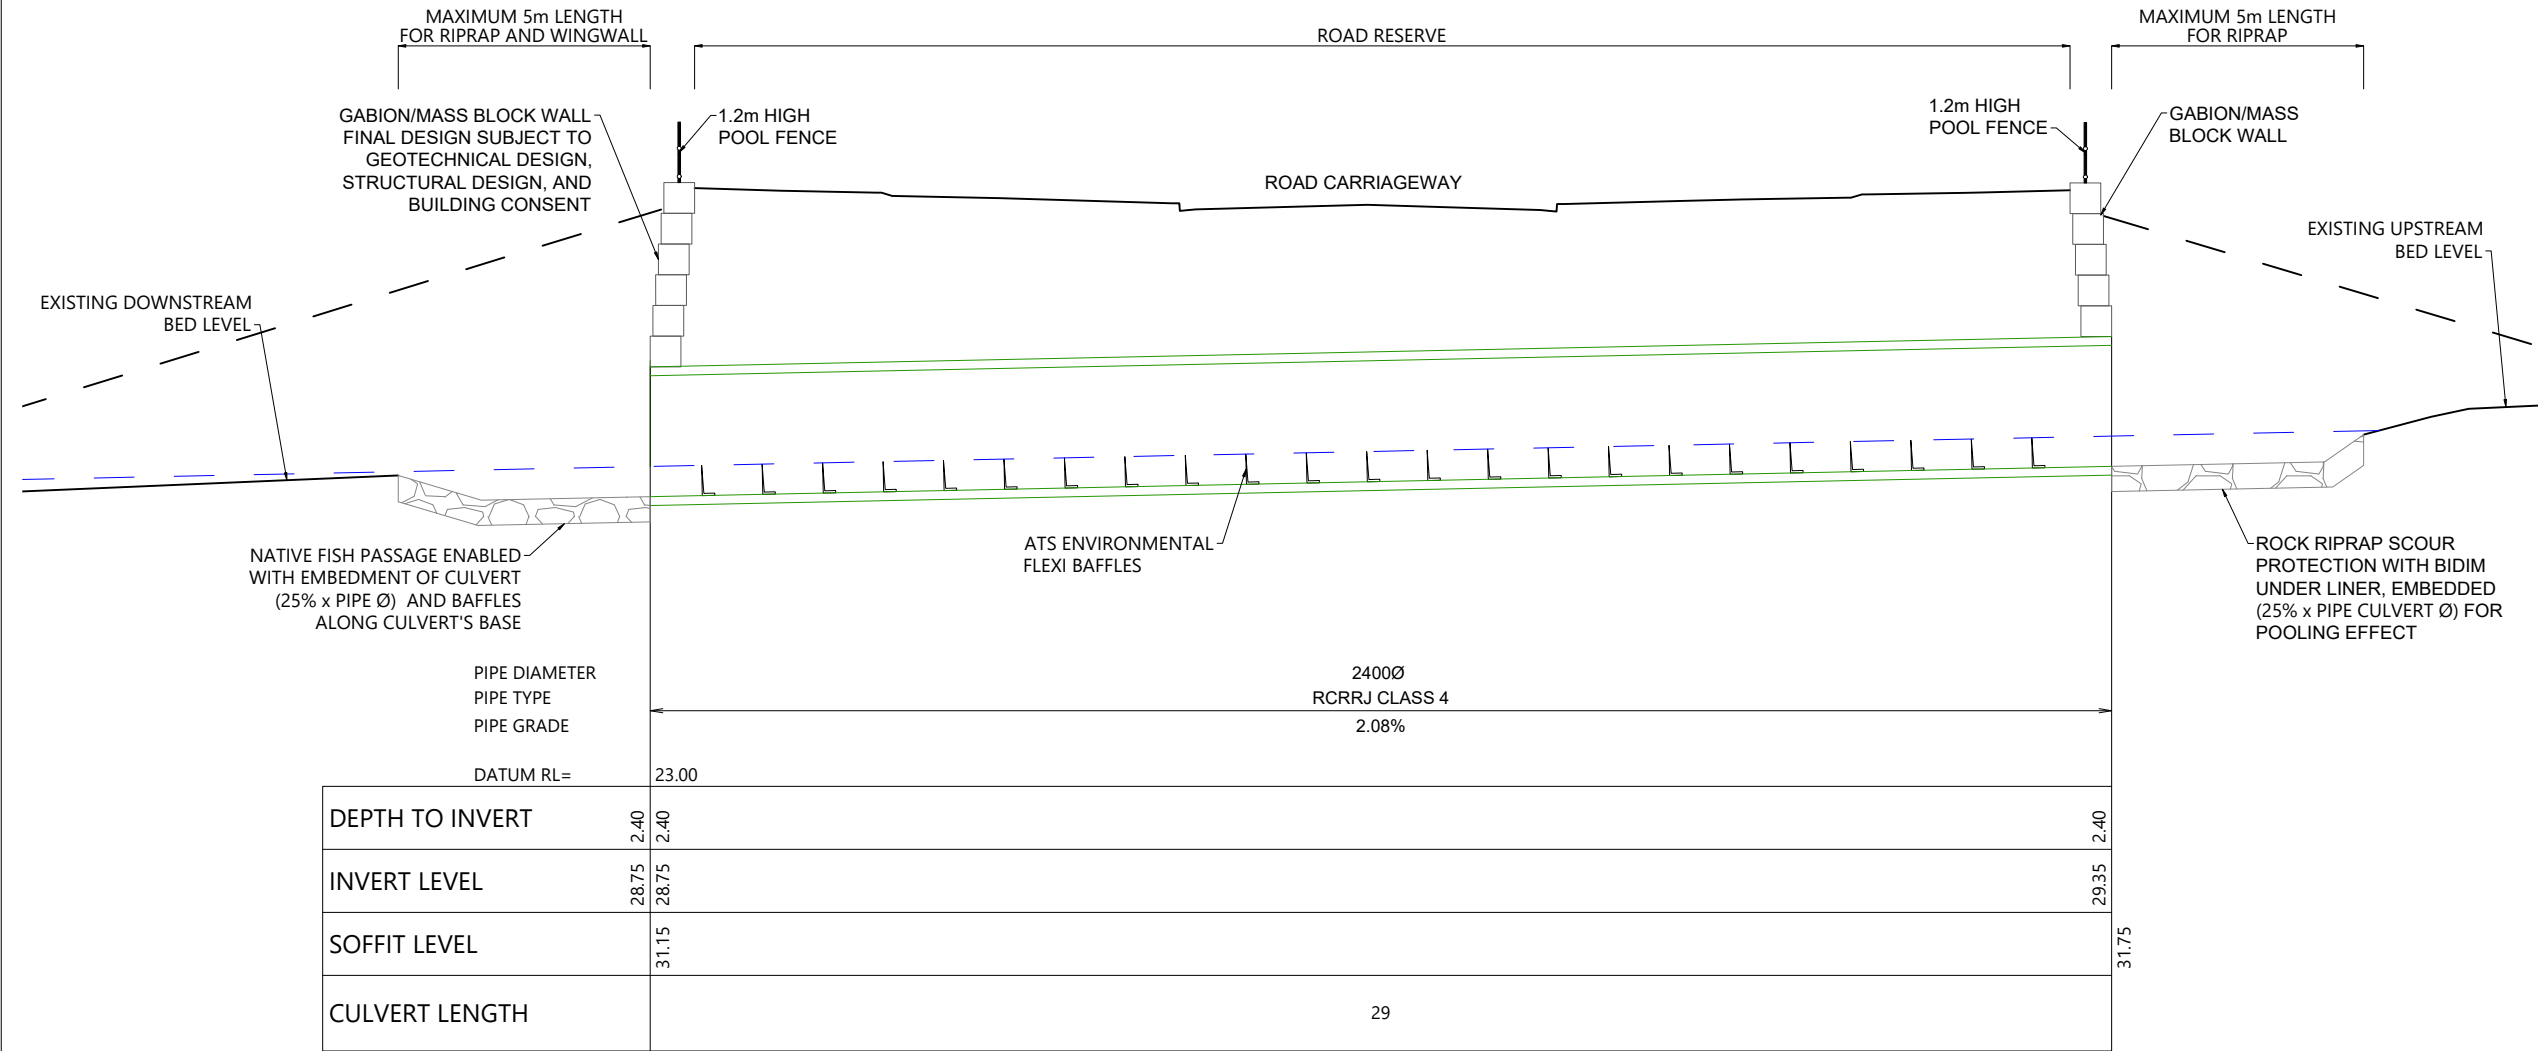 MAXIMUM 5m LENGTH
FOR RIPRAP AND WINGWALL
ROAD RESERVE
MAXIMUM 5m LENGTH
FOR RIPRAP
GABION/MASS BLOCK WALL
FINAL DESIGN SUBJECT TO
GEOTECHNICAL DESIGN,
STRUCTURAL DESIGN, AND
BUILDING CONSENT
1.2m HIGH
POOL FENCE
ROAD CARRIAGEWAY
1.2m HIGH
POOL FENCE
GABION/MASS
BLOCK WALL
EXISTING UPSTREAM
BED LEVEL
EXISTING DOWNSTREAM
BED LEVEL
NATIVE FISH PASSAGE ENABLED
WITH EMBEDMENT OF CULVERT
(25% x PIPE Ø) AND BAFFLES
ALONG CULVERT'S BASE
ATS ENVIRONMENTAL
FLEXI BAFFLES
ROCK RIPRAP SCOUR
PROTECTION WITH BIDIM
UNDER LINER, EMBEDDED
(25% x PIPE CULVERT Ø) FOR
POOLING EFFECT
PIPE DIAMETER 2400Ø
PIPE TYPE RCRRJ CLASS 4
PIPE GRADE 2.08%
DATUM RL= 23.00
DEPTH TO INVERT 2.40 2.40 2.40
INVERT LEVEL 28.75 28.75 29.35
SOFFIT LEVEL 31.15 31.75
CULVERT LENGTH 29